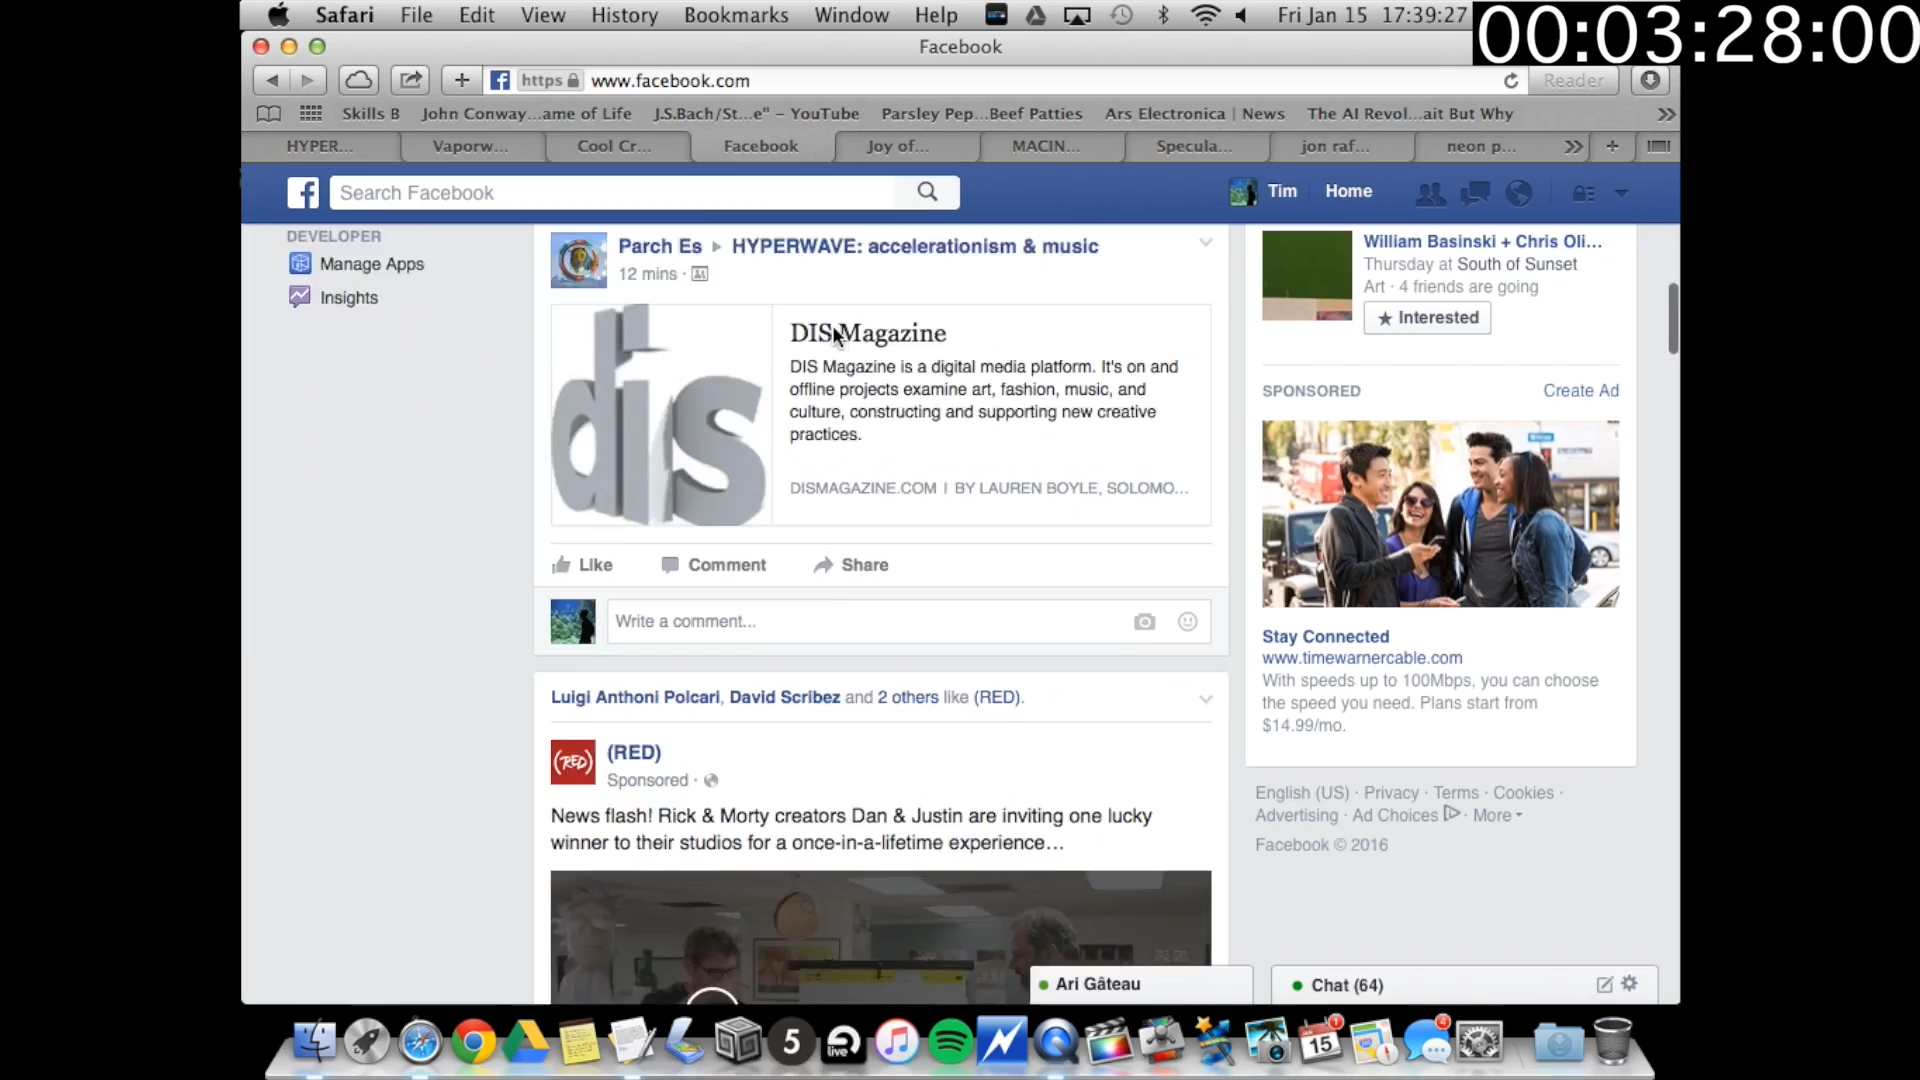 Safari File Edit View History Bookmarks Window Help Fri Jan 15 17:39:27
00:03:28:00
Facebook
https www.facebook.com Reader
Skills B John Conway...ame of Life J.S.Bach/St...e" – YouTube Parsley Pep...Beef Patties Ars Electronica | News The AI Revol...ait But Why
HYPER... Vaporw... Cool Cr... Facebook Joy of... MACIN... Specula... jon raf... neon p...
Search Facebook Tim Home
DEVELOPER
Manage Apps
Insights
Parch Es HYPERWAVE: accelerationism & music
12 mins ·
dis
DIS Magazine
DIS Magazine is a digital media platform. It's on and
offline projects examine art, fashion, music, and
culture, constructing and supporting new creative
practices.
DISMAGAZINE.COM | BY LAUREN BOYLE, SOLOMO...
Like Comment Share
Write a comment...
Luigi Anthoni Polcari, David Scribez and 2 others like (RED).
(RED)
(RED)
Sponsored ·
News flash! Rick & Morty creators Dan & Justin are inviting one lucky
winner to their studios for a once-in-a-lifetime experience...
William Basinski + Chris Oli...
Thursday at South of Sunset
Art · 4 friends are going
Interested
SPONSORED Create Ad
Stay Connected
www.timewarnercable.com
With speeds up to 100Mbps, you can choose
the speed you need. Plans start from
$14.99/mo.
English (US) · Privacy · Terms · Cookies ·
Advertising · Ad Choices · More
Facebook © 2016
Ari Gâteau
Chat (64)
5
live
1
15
4